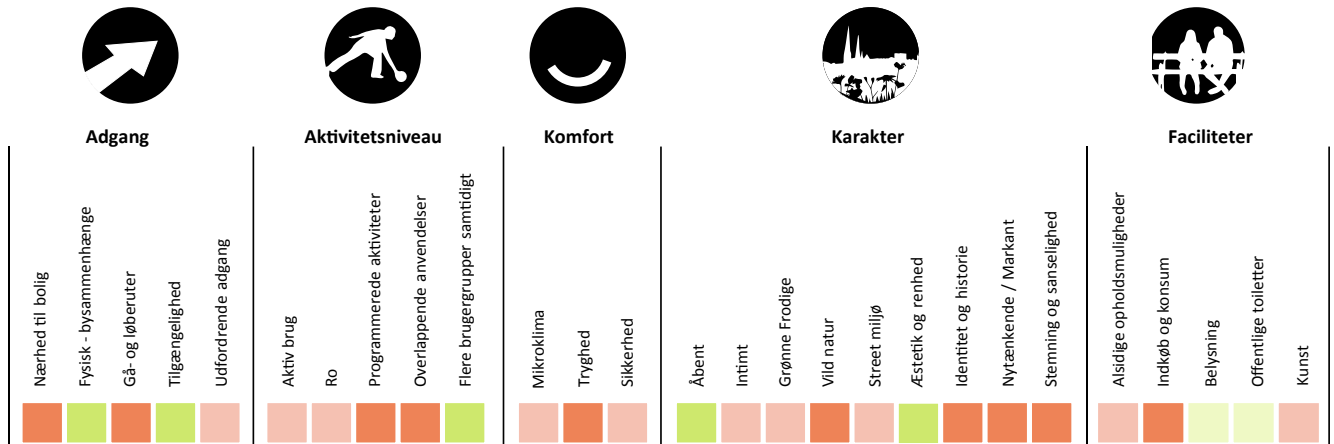 Adgang
Aktivitetsniveau
Komfort
Karakter
Faciliteter
Nærhed til bolig
Fysisk - bysammenhænge
Gå- og løberuter
Tilgængelighed
Udfordrende adgang
Aktiv brug
Ro
Programmerede aktiviteter
Overlappende anvendelser
Flere brugergrupper samtidigt
Mikroklima
Tryghed
Sikkerhed
Åbent
Intimt
Grønne Frodige
Vild natur
Street miljø
Æstetik og renhed
Identitet og historie
Nytænkende / Markant
Stemning og sanselighed
Alsidige opholdsmuligheder
Indkøb og konsum
Belysning
Offentlige toiletter
Kunst